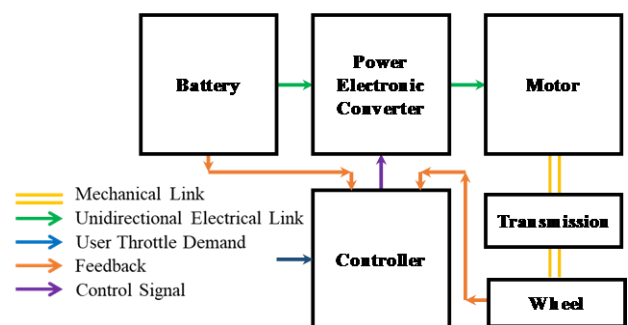 Battery
Power
Electronic
Converter
Motor
Mechanical Link
Unidirectional Electrical Link
User Throttle Demand
Feedback
Control Signal
Controller
Transmission
Wheel